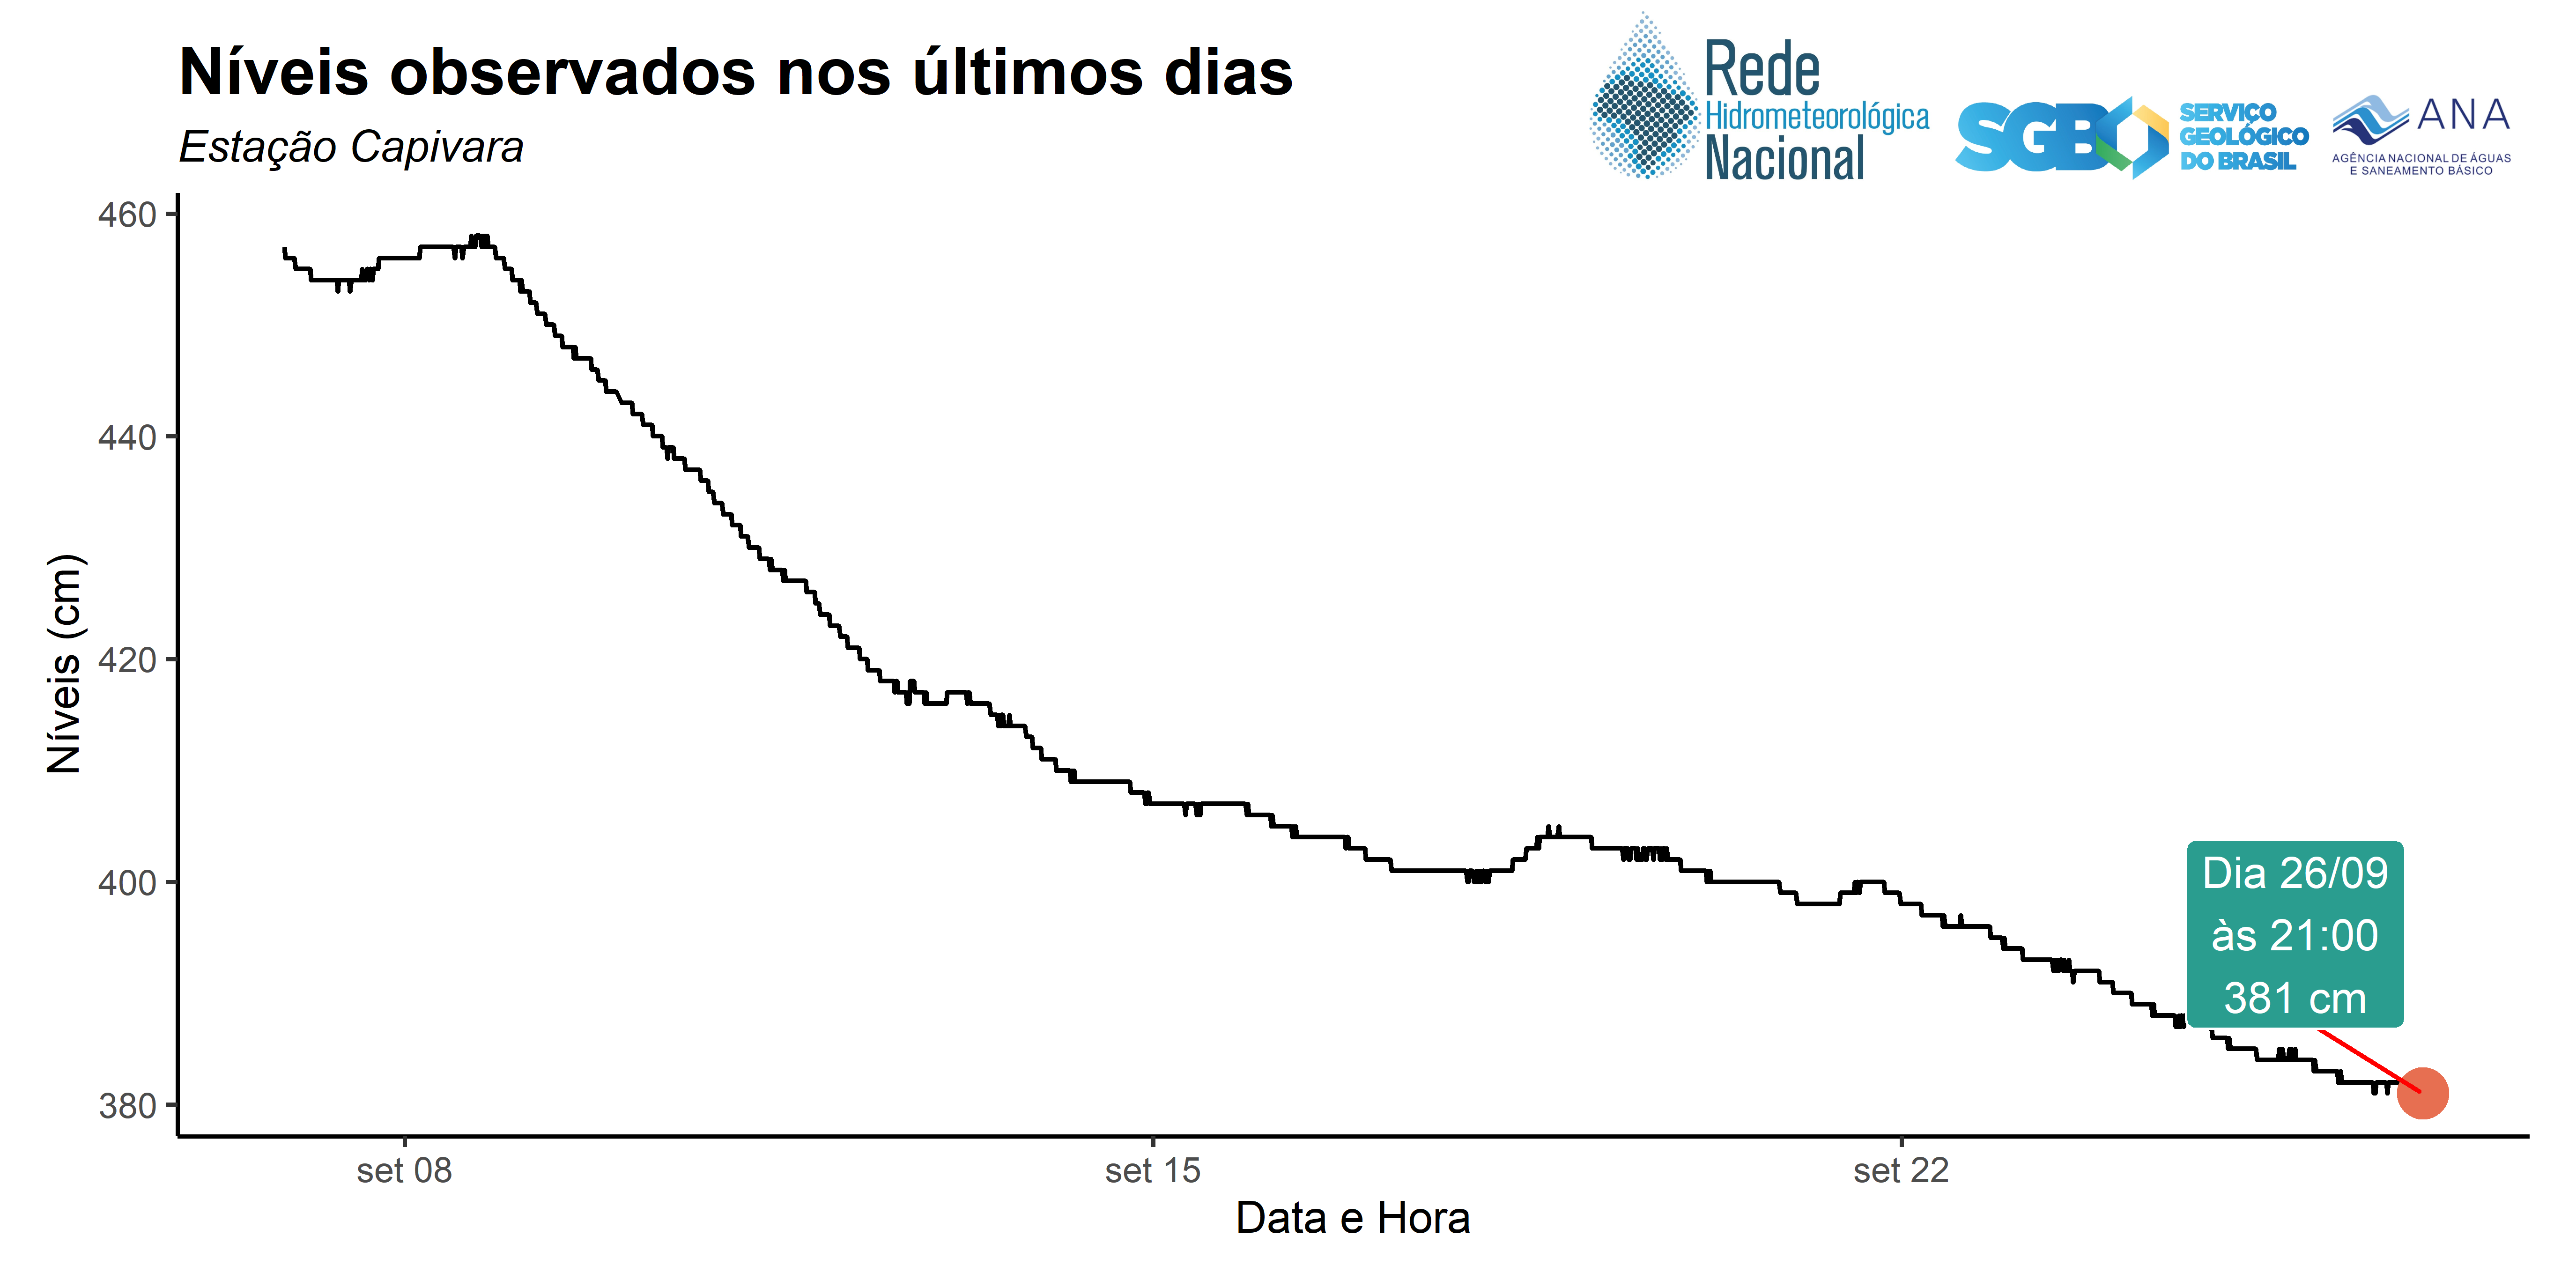 Níveis observados nos últimos dias
Estação Capivara
Rede
Hidrometeorológica
Nacional
SGB
SERVIÇO
GEOLÓGICO
DO BRASIL
ANA
AGÊNCIA NACIONAL DE ÁGUAS
E SANEAMENTO BÁSICO
Níveis (cm)
460
440
420
400
380
Dia 26/09
às 21:00
381 cm
set 08
set 15
set 22
Data e Hora